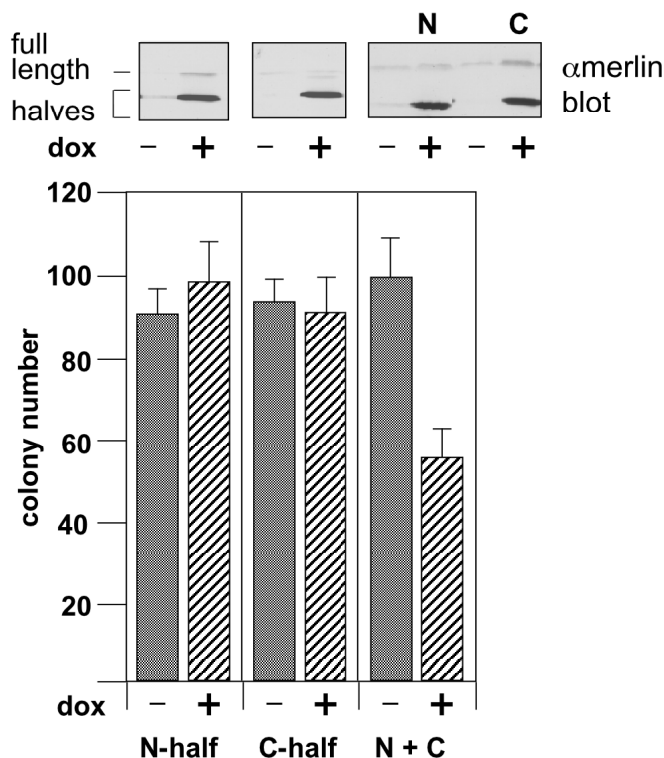 N C
full
length
halves
αmerlin
blot
dox − + − + − + − +
120
100
80
60
40
20
colony number
dox − + − + − +
N-half C-half N + C